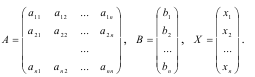 A = ( a₁₁ a₁₂ ... a₁ₙ ; a₂₁ a₂₂ ... a₂ₙ ; ... ; aₙ₁ aₙ₂ ... aₙₙ ), B = ( b₁ ; b₂ ; ... ; bₙ ), X = ( x₁ ; x₂ ; ... ; xₙ ).